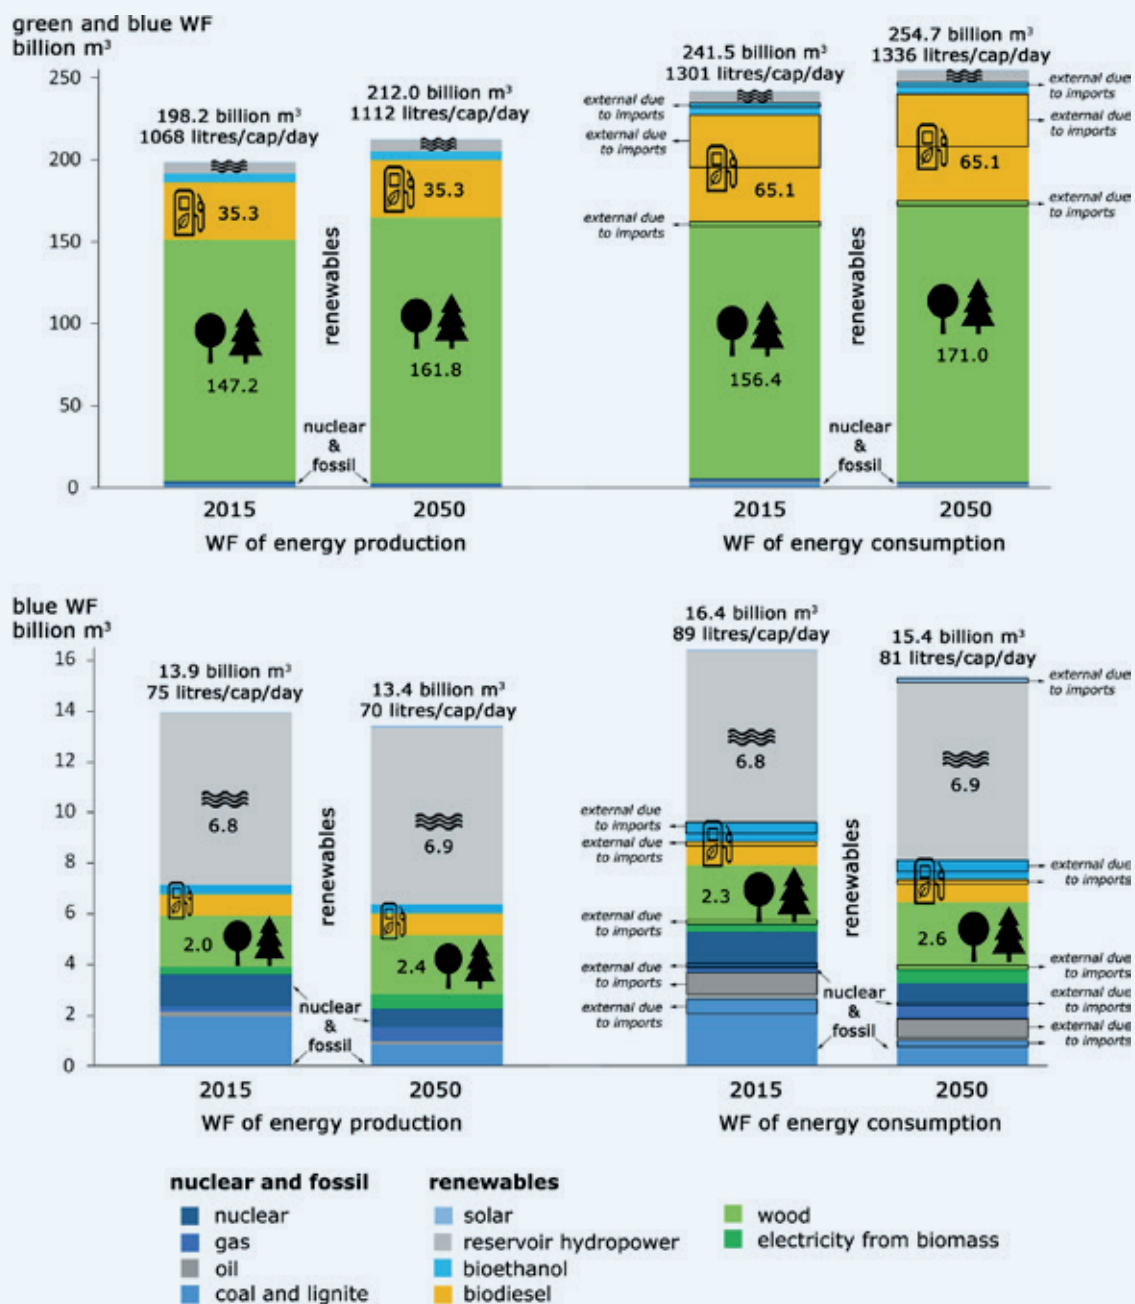 green and blue WF
billion m³
250
200
150
100
50
0
198.2 billion m³
1068 litres/cap/day
212.0 billion m³
1112 litres/cap/day
241.5 billion m³
1301 litres/cap/day
254.7 billion m³
1336 litres/cap/day
35.3
147.2
35.3
161.8
renewables
nuclear
&
fossil
external due
to imports
external due
to imports
external due
to imports
65.1
156.4
65.1
171.0
renewables
nuclear
&
fossil
external due
to imports
external due
to imports
external due
to imports
2015
2050
2015
2050
WF of energy production
WF of energy consumption
blue WF
billion m³
16
14
12
10
8
6
4
2
0
13.9 billion m³
75 litres/cap/day
13.4 billion m³
70 litres/cap/day
16.4 billion m³
89 litres/cap/day
15.4 billion m³
81 litres/cap/day
6.8
2.0
6.9
2.4
renewables
nuclear
&
fossil
external due
to imports
external due
to imports
external due
to imports
external due
to imports
external due
to imports
6.8
2.3
6.9
2.6
renewables
nuclear
&
fossil
external due
to imports
external due
to imports
external due
to imports
external due
to imports
external due
to imports
external due
to imports
2015
2050
2015
2050
WF of energy production
WF of energy consumption
nuclear and fossil
nuclear
gas
oil
coal and lignite
renewables
solar
reservoir hydropower
bioethanol
biodiesel
wood
electricity from biomass